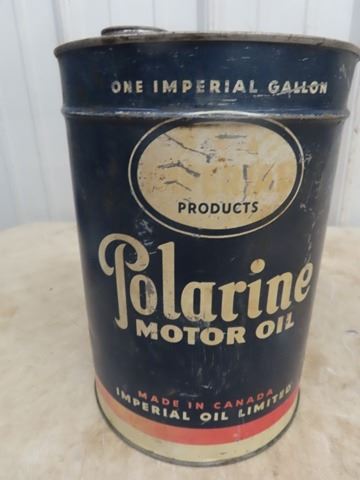 ONE IMPERIAL GALLON
PRODUCTS
Polarine
MOTOR OIL
MADE IN CANADA
IMPERIAL OIL LIMITED